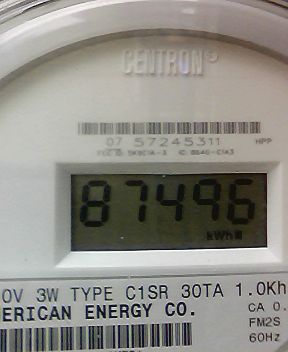 CENTRON®
07 57245311 HPP
87496
kWh
0V 3W TYPE C1SR 30TA 1.0Kh
ERICAN ENERGY CO.
CA 0.
FM2S
60Hz